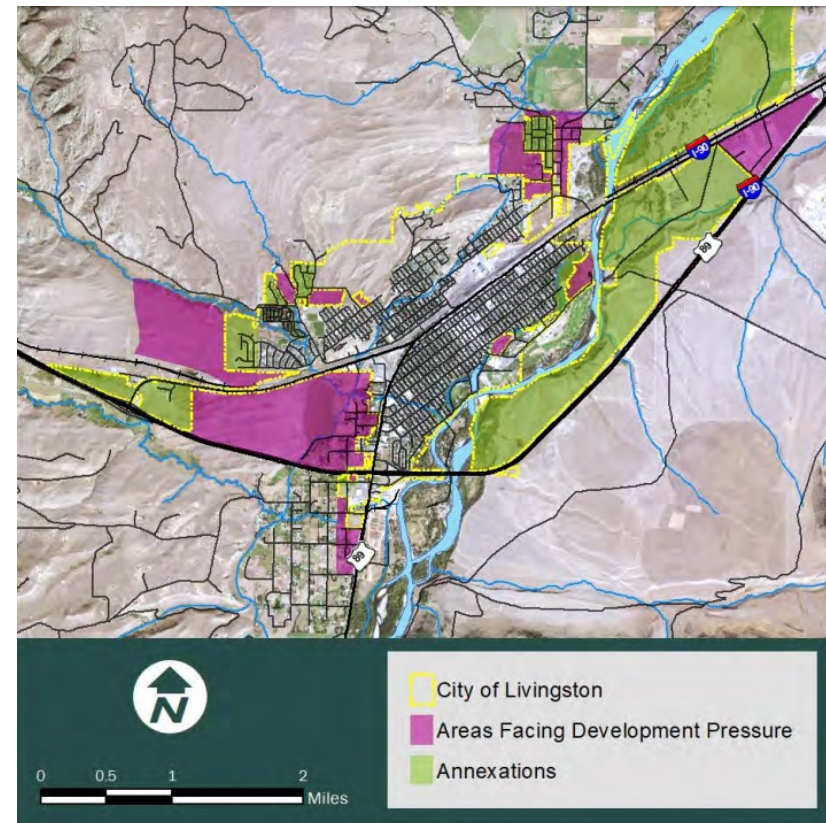 I-90
I-90
89
89
N
City of Livingston
Areas Facing Development Pressure
Annexations
0 0.5 1 2
Miles